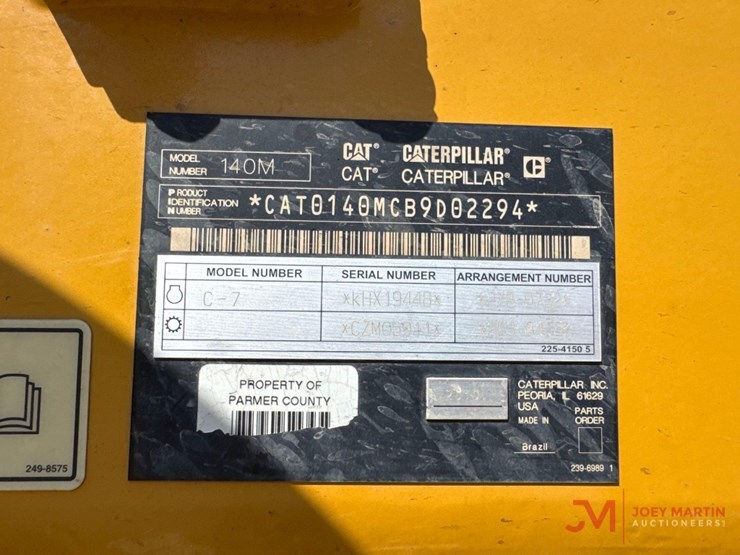 MODEL NUMBER 140M
CAT® CATERPILLAR®
CAT® CATERPILLAR®
PRODUCT IDENTIFICATION NUMBER *CAT0140MCB9D02294*
MODEL NUMBER SERIAL NUMBER ARRANGEMENT NUMBER
C-7
225-4150 5
PROPERTY OF
PARMER COUNTY
CATERPILLAR INC.
PEORIA, IL 61629
USA
MADE IN
Brazil
PARTS
ORDER
239-6989 1
249-8575
JM JOEY MARTIN
AUCTIONEERS